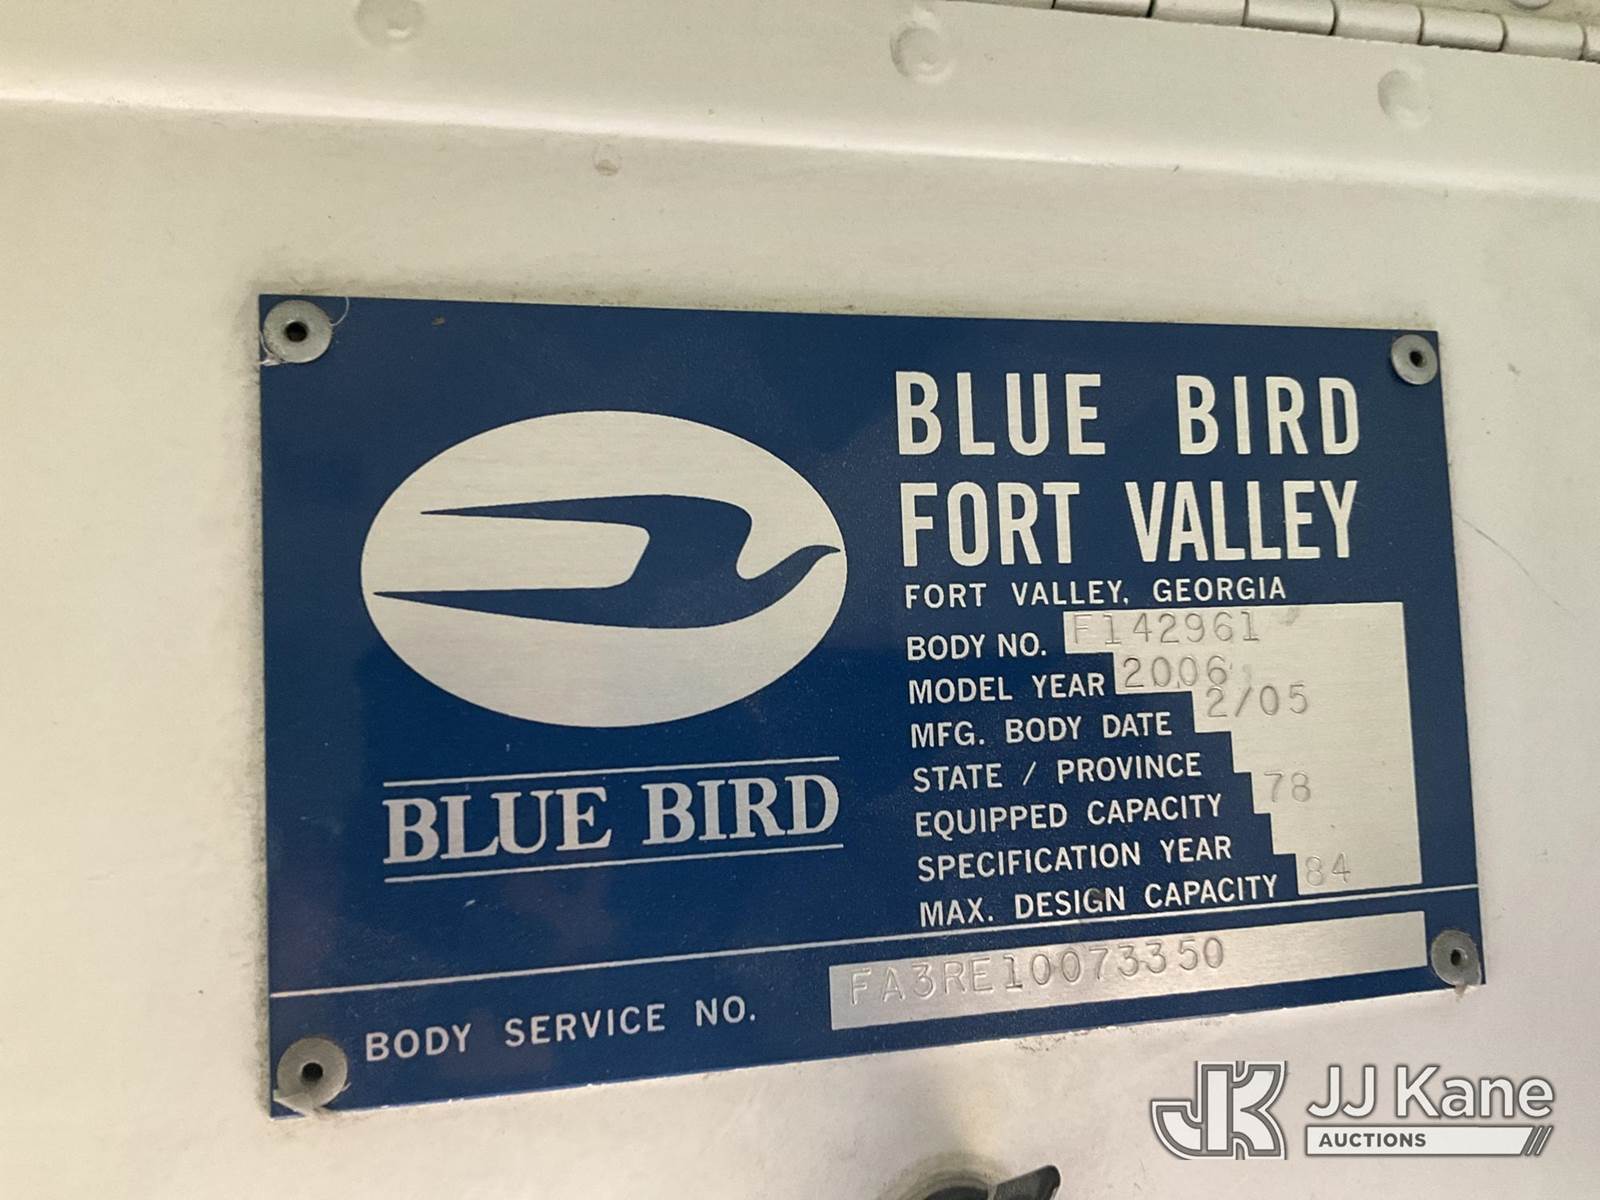 BLUE BIRD
FORT VALLEY
FORT VALLEY, GEORGIA
BODY NO. F142961
MODEL YEAR 2006
MFG. BODY DATE 2/05
STATE / PROVINCE
EQUIPPED CAPACITY 78
SPECIFICATION YEAR
MAX. DESIGN CAPACITY 84
BLUE BIRD
BODY SERVICE NO. FA3RE10073350
JK JJ Kane
AUCTIONS